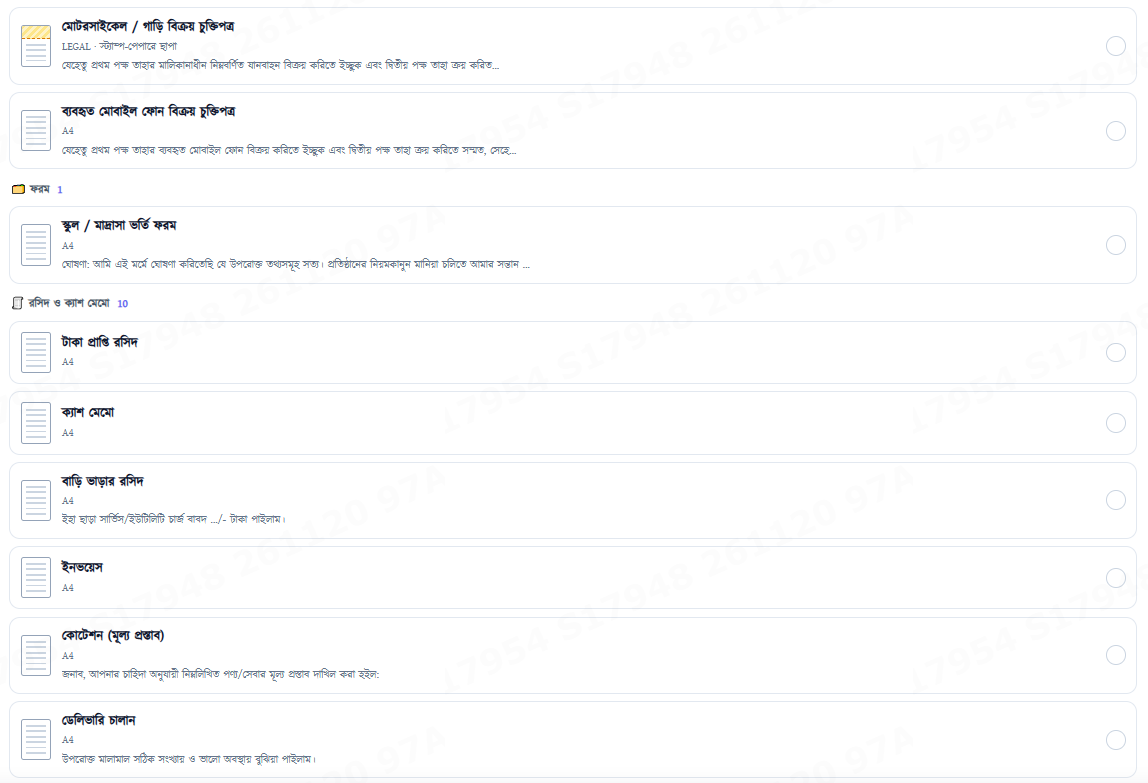 মোটরসাইকেল / গাড়ি বিক্রয় চুক্তিপত্র
LEGAL · স্ট্যাম্প-পেপারে ছাপা
যেহেতু প্রথম পক্ষ তাহার মালিকানাধীন নিম্নবর্ণিত যানবাহন বিক্রয় করিতে ইচ্ছুক এবং দ্বিতীয় পক্ষ তাহা ক্রয় করিত...
ব্যবহৃত মোবাইল ফোন বিক্রয় চুক্তিপত্র
A4
যেহেতু প্রথম পক্ষ তাহার ব্যবহৃত মোবাইল ফোন বিক্রয় করিতে ইচ্ছুক এবং দ্বিতীয় পক্ষ তাহা ক্রয় করিতে সম্মত, সেহে...
ফরম 1
স্কুল / মাদ্রাসা ভর্তি ফরম
A4
ঘোষণা: আমি এই মর্মে ঘোষণা করিতেছি যে উপরোক্ত তথ্যসমূহ সত্য। প্রতিষ্ঠানের নিয়মকানুন মানিয়া চলিতে আমার সন্তান ...
রসিদ ও ক্যাশ মেমো 10
টাকা প্রাপ্তি রসিদ
A4
ক্যাশ মেমো
A4
বাড়ি ভাড়ার রসিদ
A4
ইহা ছাড়া সার্ভিস/ইউটিলিটি চার্জ বাবদ .../- টাকা পাইলাম।
ইনভয়েস
A4
কোটেশন (মূল্য প্রস্তাব)
A4
জনাব, আপনার চাহিদা অনুযায়ী নিম্নলিখিত পণ্য/সেবার মূল্য প্রস্তাব দাখিল করা হইল:
ডেলিভারি চালান
A4
উপরোক্ত মালামাল সঠিক সংখ্যায় ও ভালো অবস্থায় বুঝিয়া পাইলাম।
17954 S17948 261120 97A